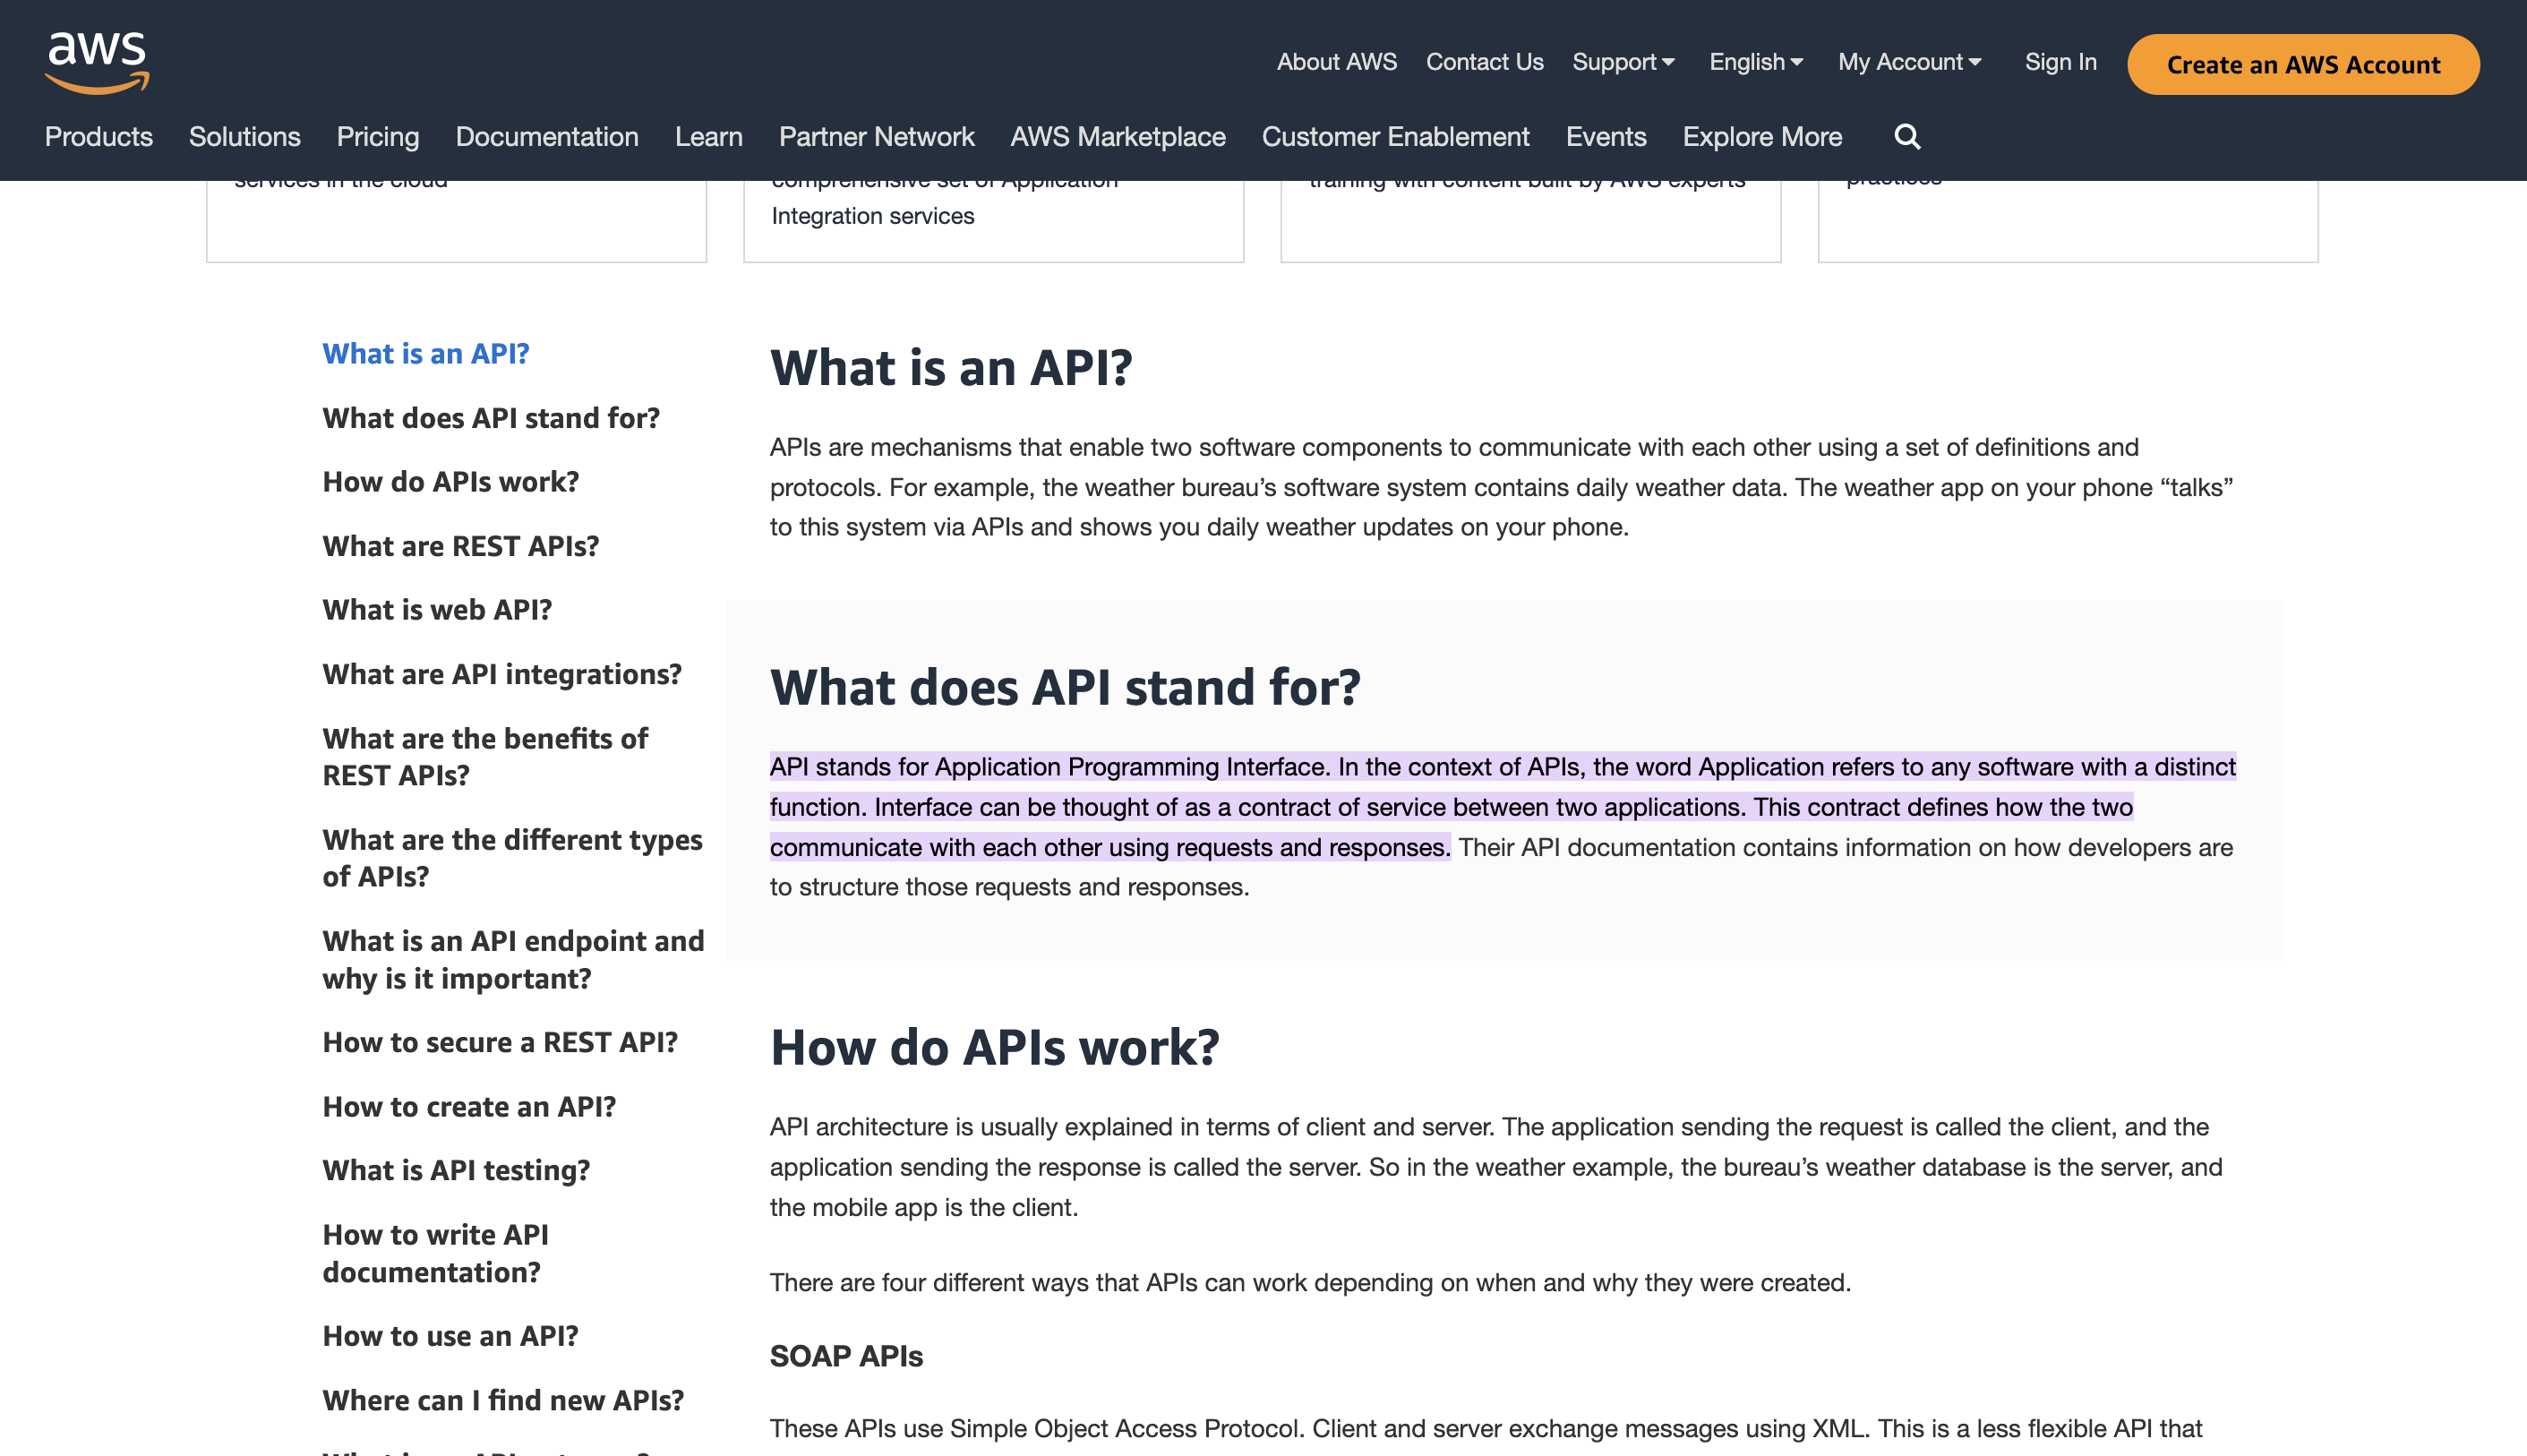 aws
About AWS Contact Us Support English My Account Sign In Create an AWS Account
Products Solutions Pricing Documentation Learn Partner Network AWS Marketplace Customer Enablement Events Explore More
services in the cloud
comprehensive set of Application
Integration services
training with content built by AWS experts
practices
What is an API?
What does API stand for?
How do APIs work?
What are REST APIs?
What is web API?
What are API integrations?
What are the benefits of
REST APIs?
What are the different types
of APIs?
What is an API endpoint and
why is it important?
How to secure a REST API?
How to create an API?
What is API testing?
How to write API
documentation?
How to use an API?
Where can I find new APIs?
What is an API?
APIs are mechanisms that enable two software components to communicate with each other using a set of definitions and
protocols. For example, the weather bureau’s software system contains daily weather data. The weather app on your phone “talks”
to this system via APIs and shows you daily weather updates on your phone.
What does API stand for?
API stands for Application Programming Interface. In the context of APIs, the word Application refers to any software with a distinct
function. Interface can be thought of as a contract of service between two applications. This contract defines how the two
communicate with each other using requests and responses. Their API documentation contains information on how developers are
to structure those requests and responses.
How do APIs work?
API architecture is usually explained in terms of client and server. The application sending the request is called the client, and the
application sending the response is called the server. So in the weather example, the bureau’s weather database is the server, and
the mobile app is the client.
There are four different ways that APIs can work depending on when and why they were created.
SOAP APIs
These APIs use Simple Object Access Protocol. Client and server exchange messages using XML. This is a less flexible API that